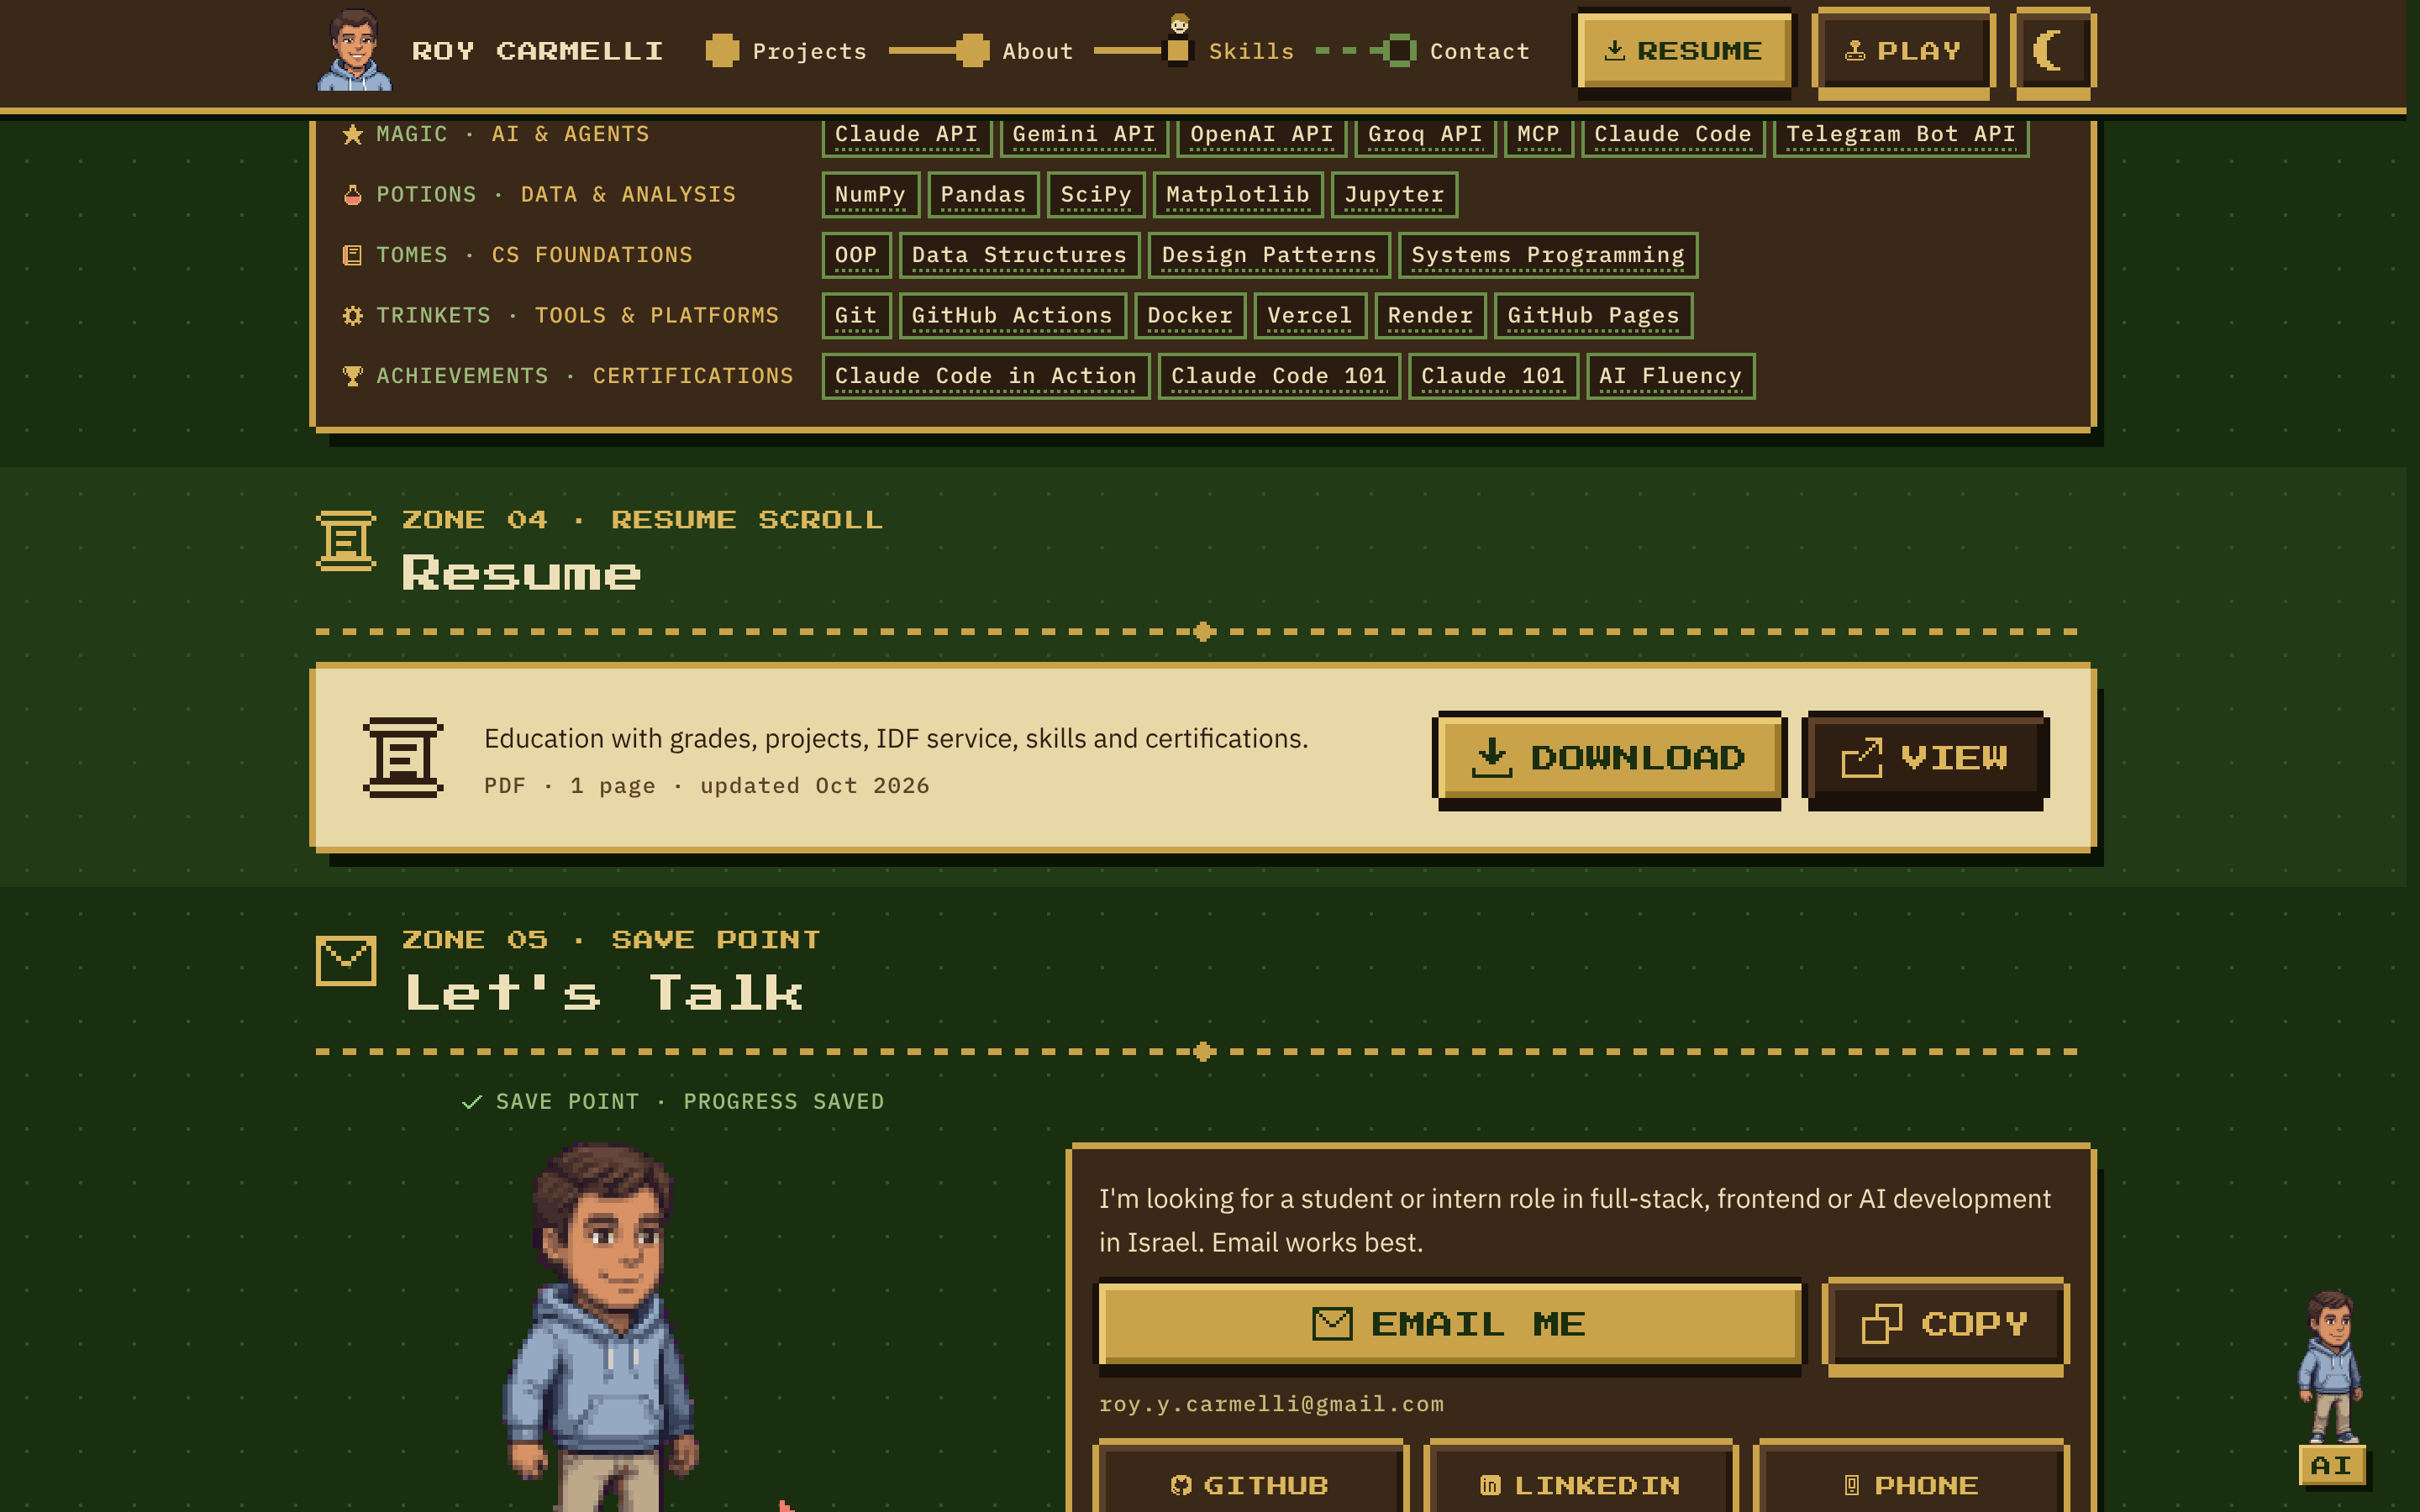 ROY CARMELLI
Projects
About
Skills
Contact
RESUME
PLAY
MAGIC · AI & AGENTS
Claude API
Gemini API
OpenAI API
Groq API
MCP
Claude Code
Telegram Bot API
POTIONS · DATA & ANALYSIS
NumPy
Pandas
SciPy
Matplotlib
Jupyter
TOMES · CS FOUNDATIONS
OOP
Data Structures
Design Patterns
Systems Programming
TRINKETS · TOOLS & PLATFORMS
Git
GitHub Actions
Docker
Vercel
Render
GitHub Pages
ACHIEVEMENTS · CERTIFICATIONS
Claude Code in Action
Claude Code 101
Claude 101
AI Fluency
ZONE 04 · RESUME SCROLL
Resume
Education with grades, projects, IDF service, skills and certifications.
PDF · 1 page · updated Oct 2026
DOWNLOAD
VIEW
ZONE 05 · SAVE POINT
Let's Talk
SAVE POINT · PROGRESS SAVED
I'm looking for a student or intern role in full-stack, frontend or AI development
in Israel. Email works best.
EMAIL ME
COPY
roy.y.carmelli@gmail.com
GITHUB
LINKEDIN
PHONE
AI